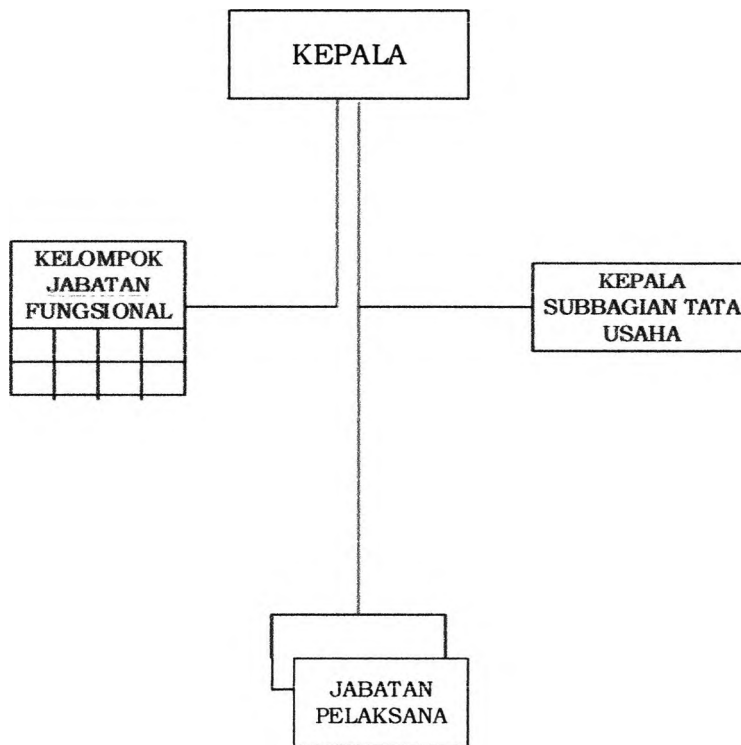 KEPALA
KELOMPOK
JABATAN
FUNGSIONAL
KEPALA
SUBBAGIAN TATA
USAHA
JABATAN
PELAKSANA